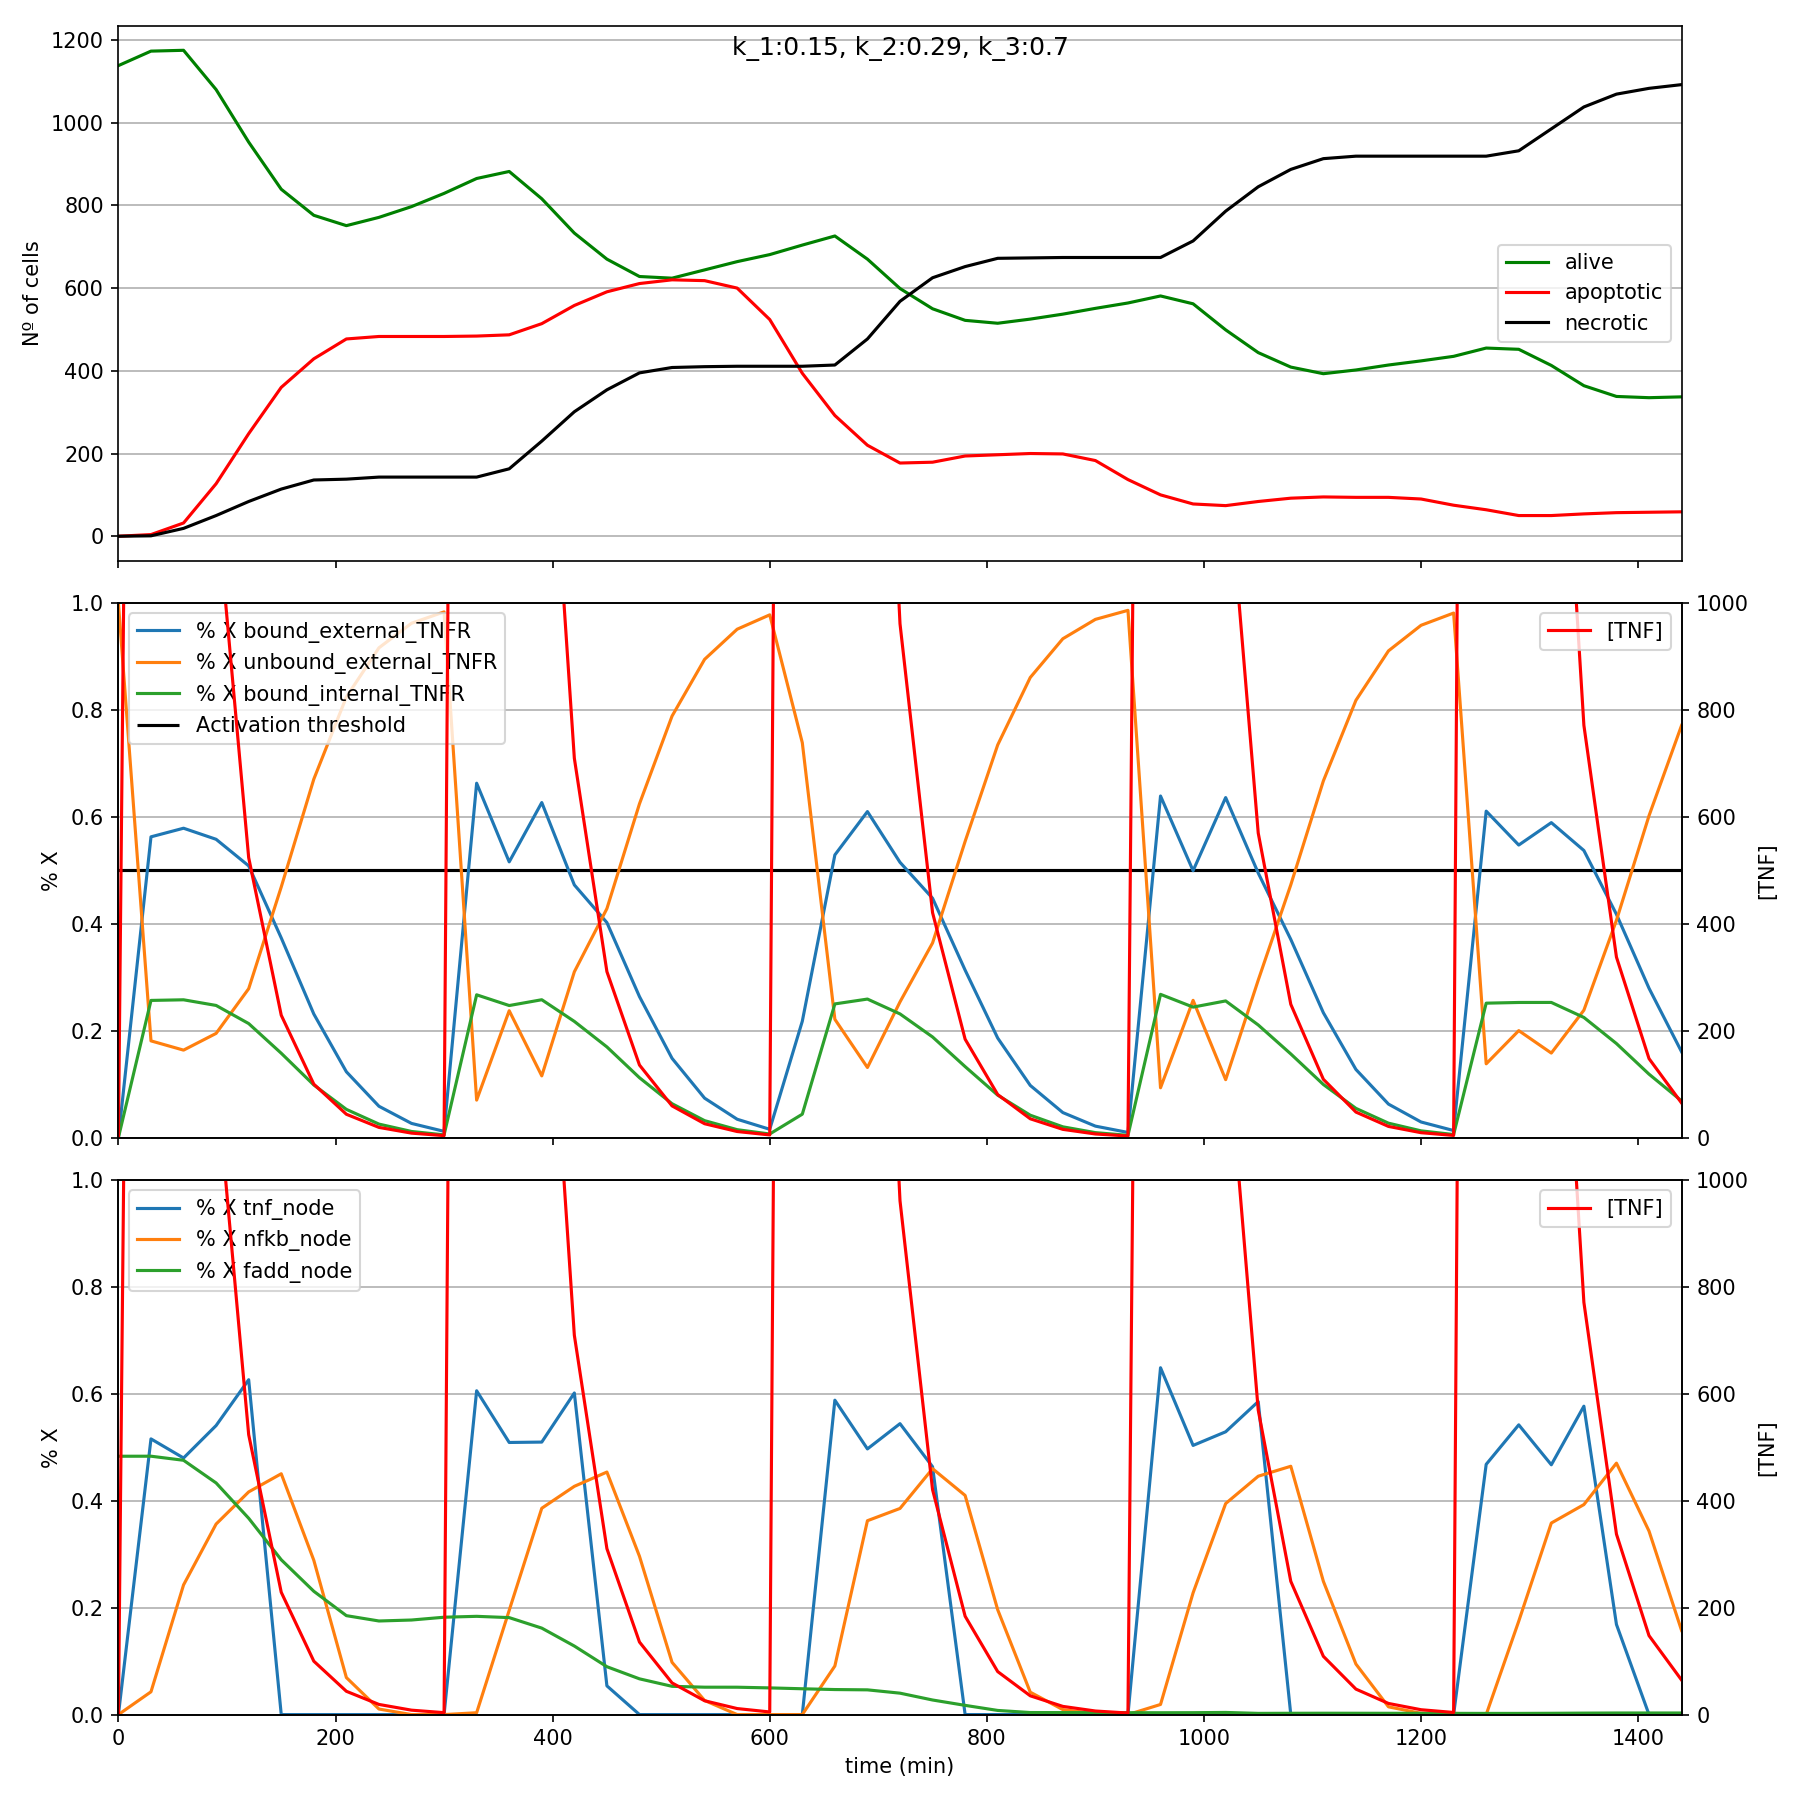 k_1:0.15, k_2:0.29, k_3:0.7
1200
1000
800
600
400
200
0
Nº of cells
alive
apoptotic
necrotic
1.0
0.8
0.6
0.4
0.2
0.0
% X
% X bound_external_TNFR
% X unbound_external_TNFR
% X bound_internal_TNFR
Activation threshold
[TNF]
1000
800
600
400
200
0
[TNF]
1.0
0.8
0.6
0.4
0.2
0.0
% X
% X tnf_node
% X nfkb_node
% X fadd_node
[TNF]
1000
800
600
400
200
0
[TNF]
0 200 400 600 800 1000 1200 1400
time (min)